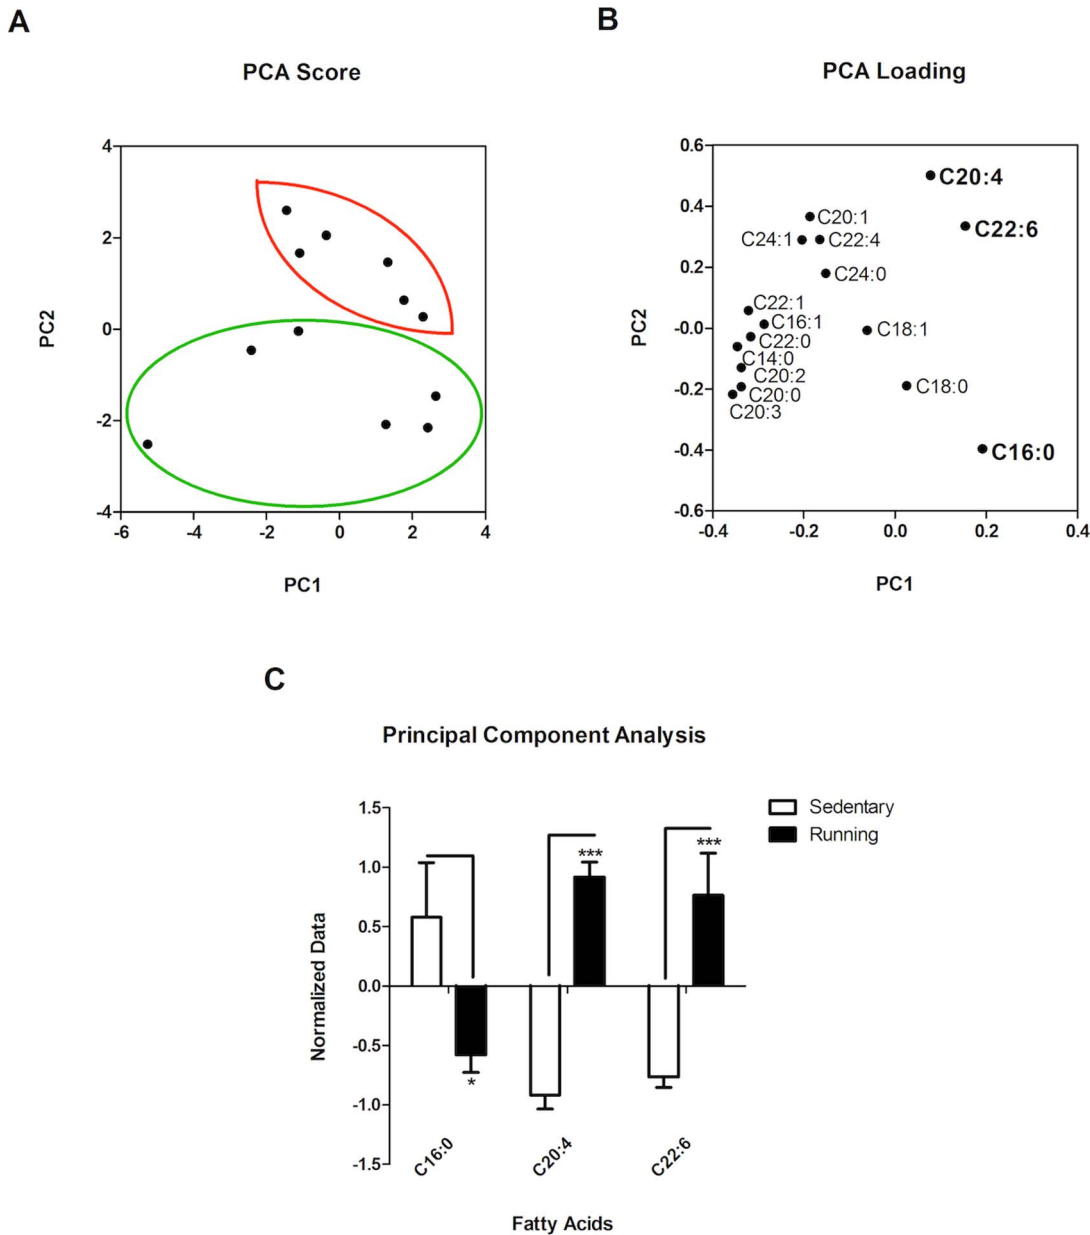 A
B
PCA Score
PCA Loading
4
2
0
-2
-4
PC2
-6 -4 -2 0 2 4
PC1
0.6
0.4
0.2
-0.0
-0.2
-0.4
-0.6
PC2
C20:4
C20:1
C22:6
C24:1 C22:4
C24:0
C22:1
C16:1
C18:1
C22:0
C14:0
C20:2
C18:0
C20:0
C20:3
C16:0
-0.4 -0.2 0.0 0.2 0.4
PC1
C
Principal Component Analysis
Sedentary
Running
1.5
1.0
0.5
0.0
-0.5
-1.0
-1.5
Normalized Data
*
***
***
C16:0 C20:4 C22:6
Fatty Acids